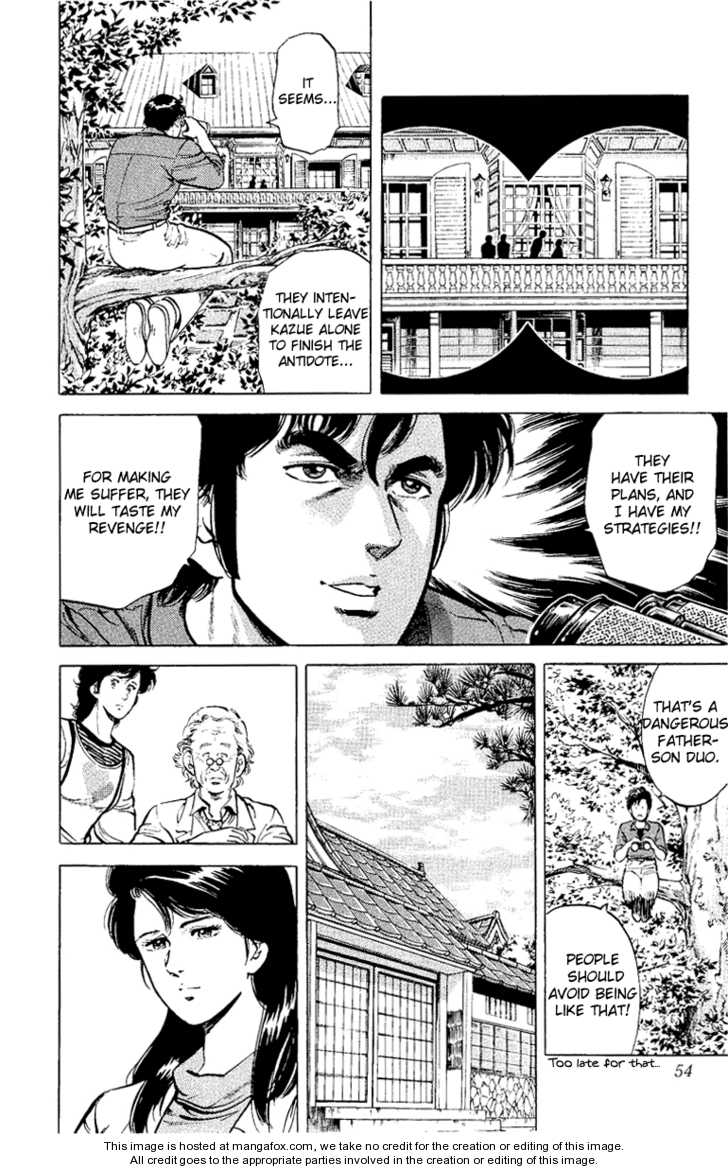 IT
SEEMS...
THEY INTEN-
TIONALLY LEAVE
KAZUE ALONE
TO FINISH THE
ANTIDOTE...
THEY
HAVE THEIR
PLANS, AND
I HAVE MY
STRATEGIES!!
FOR MAKING
ME SUFFER, THEY
WILL TASTE MY
REVENGE!!
THAT'S A
DANGEROUS
FATHER-
SON DUO.
PEOPLE
SHOULD
AVOID BEING
LIKE THAT!
Too late for that...
54
This image is hosted at mangafox.com, we take no credit for the creation or editing of this image.
All credit goes to the appropriate parties involved in the creation or editing of this image.